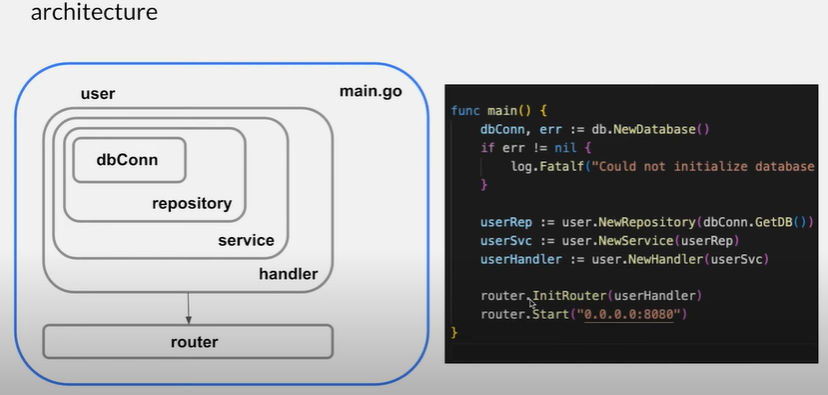 architecture
user
main.go
dbConn
repository
service
handler
router
func main() {
dbConn, err := db.NewDatabase()
if err != nil {
log.Fatalf("Could not initialize database
}
userRep := user.NewRepository(dbConn.GetDB())
userSvc := user.NewService(userRep)
userHandler := user.NewHandler(userSvc)
router.InitRouter(userHandler)
router.Start("0.0.0.0:8080")
}